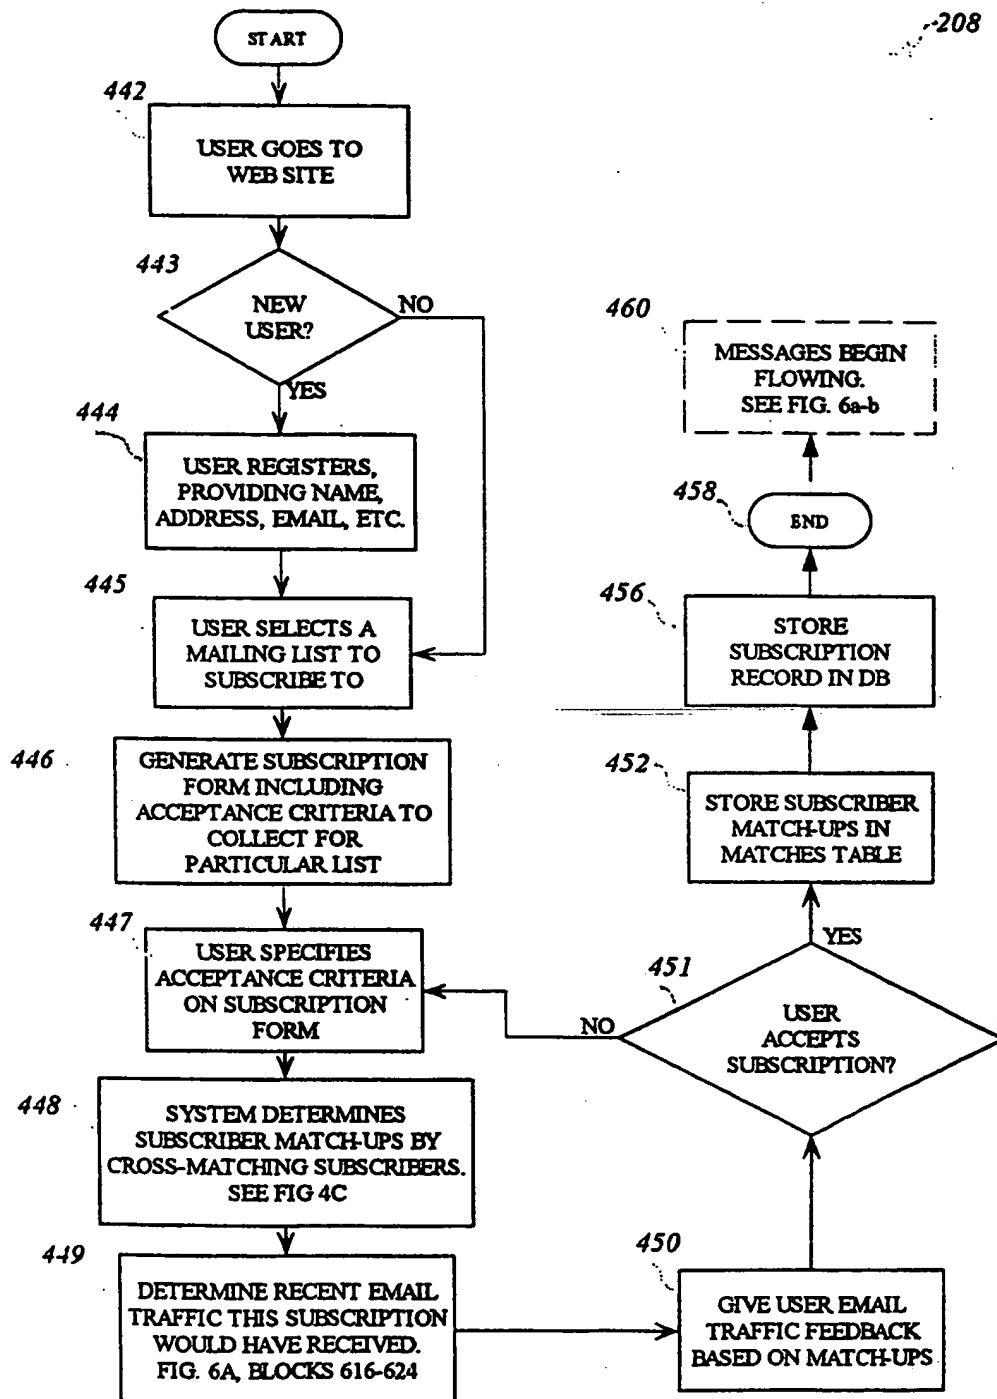 208
START
442
USER GOES TO
WEB SITE
443
NEW
USER?
NO
YES
444
USER REGISTERS,
PROVIDING NAME,
ADDRESS, EMAIL, ETC.
445
USER SELECTS A
MAILING LIST TO
SUBSCRIBE TO
446
GENERATE SUBSCRIPTION
FORM INCLUDING
ACCEPTANCE CRITERIA TO
COLLECT FOR
PARTICULAR LIST
447
USER SPECIFIES
ACCEPTANCE CRITERIA
ON SUBSCRIPTION
FORM
448
SYSTEM DETERMINES
SUBSCRIBER MATCH-UPS BY
CROSS-MATCHING SUBSCRIBERS.
SEE FIG 4C
449
DETERMINE RECENT EMAIL
TRAFFIC THIS SUBSCRIPTION
WOULD HAVE RECEIVED.
FIG. 6A, BLOCKS 616-624
450
GIVE USER EMAIL
TRAFFIC FEEDBACK
BASED ON MATCH-UPS
451
USER
ACCEPTS
SUBSCRIPTION?
NO
YES
452
STORE SUBSCRIBER
MATCH-UPS IN
MATCHES TABLE
456
STORE
SUBSCRIPTION
RECORD IN DB
458
END
460
MESSAGES BEGIN
FLOWING.
SEE FIG. 6a-b